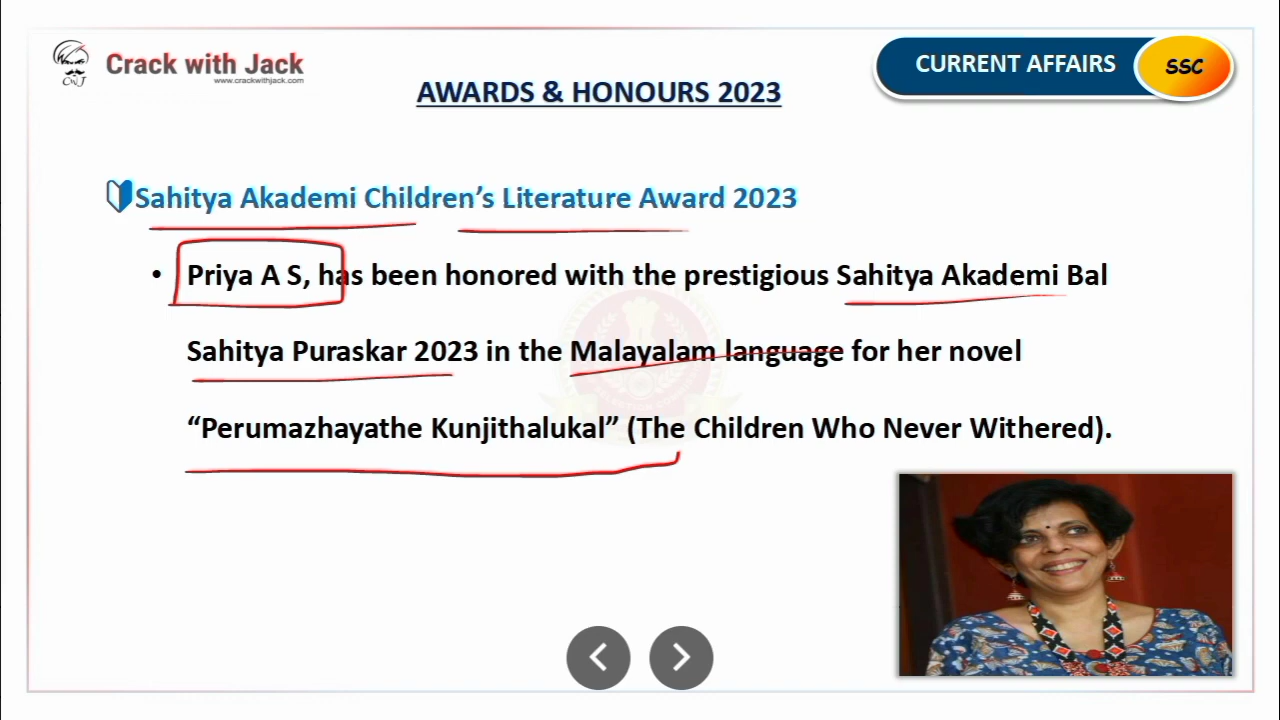 Crack with Jack
www.crackwithjack.com
CWJ
CURRENT AFFAIRS
SSC
AWARDS & HONOURS 2023
Sahitya Akademi Children’s Literature Award 2023
• Priya A S, has been honored with the prestigious Sahitya Akademi Bal
Sahitya Puraskar 2023 in the Malayalam language for her novel
“Perumazhayathe Kunjithalukal” (The Children Who Never Withered).